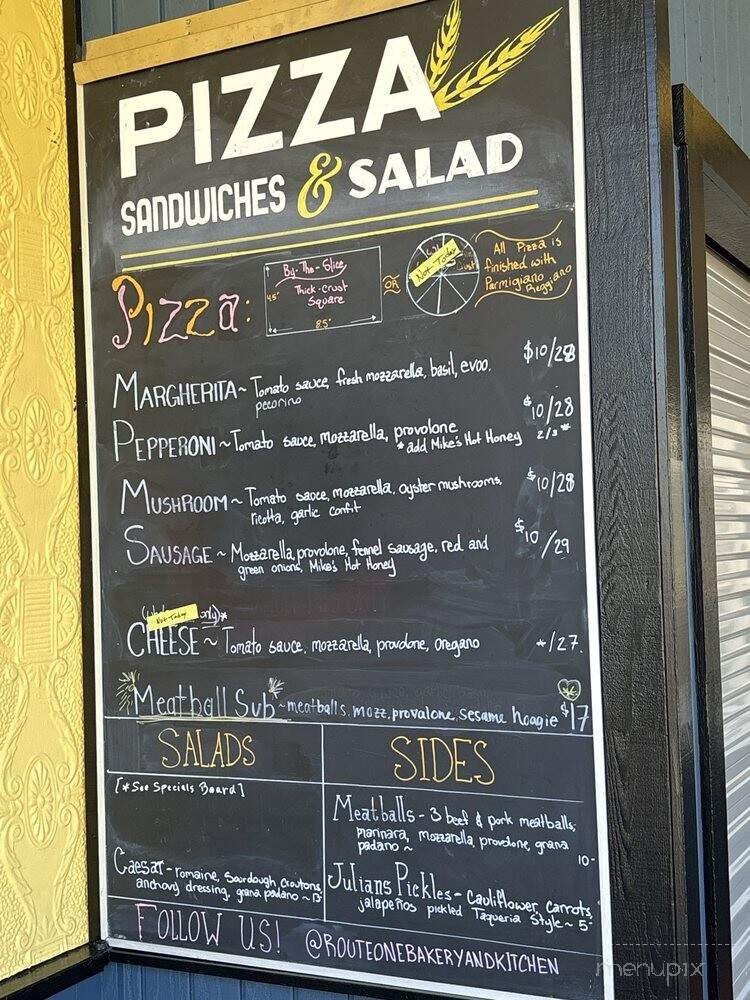 PIZZA
SANDWICHES & SALAD
Pizza:
By-The-Slice
Thick-Crust
Square
4.5"
8.5"
OR
Not Today
All Pizza is
finished with
Parmigiano
Reggiano
MARGHERITA~ Tomato sauce, fresh mozzarella, basil, evoo. $10/28
pecorino
PEPPERONI~Tomato sauce, mozzarella, provolone $10/28
*add Mike's Hot Honey 2/3*
MUSHROOM~ Tomato sauce, mozzarella, oyster mushrooms, $10/28
ricotta, garlic confit
SAUSAGE~ Mozzarella, provolone, fennel sausage, red and $10/29
green onions, Mike's Hot Honey
only)*
Not Today
CHEESE~ Tomato sauce, mozzarella, provolone, oregano *//27.
Meatball Sub~meatballs, mozz, provalone, sesame hoagie $17
SALADS
[*See Specials Board]
Caesar- romaine, sourdough croutons,
anchovy dressing, grana padano ~
SIDES
Meatballs- 3 beef & pork meatballs,
marinara, mozzarella, provolone, grana
padano ~ 10-
Julians Pickles- Cauliflower, carrots,
jalapeños pickled Taqueria Style~ 5-
FOLLOW US! @ROUTEONEBAKERYANDKITCHEN
menupix